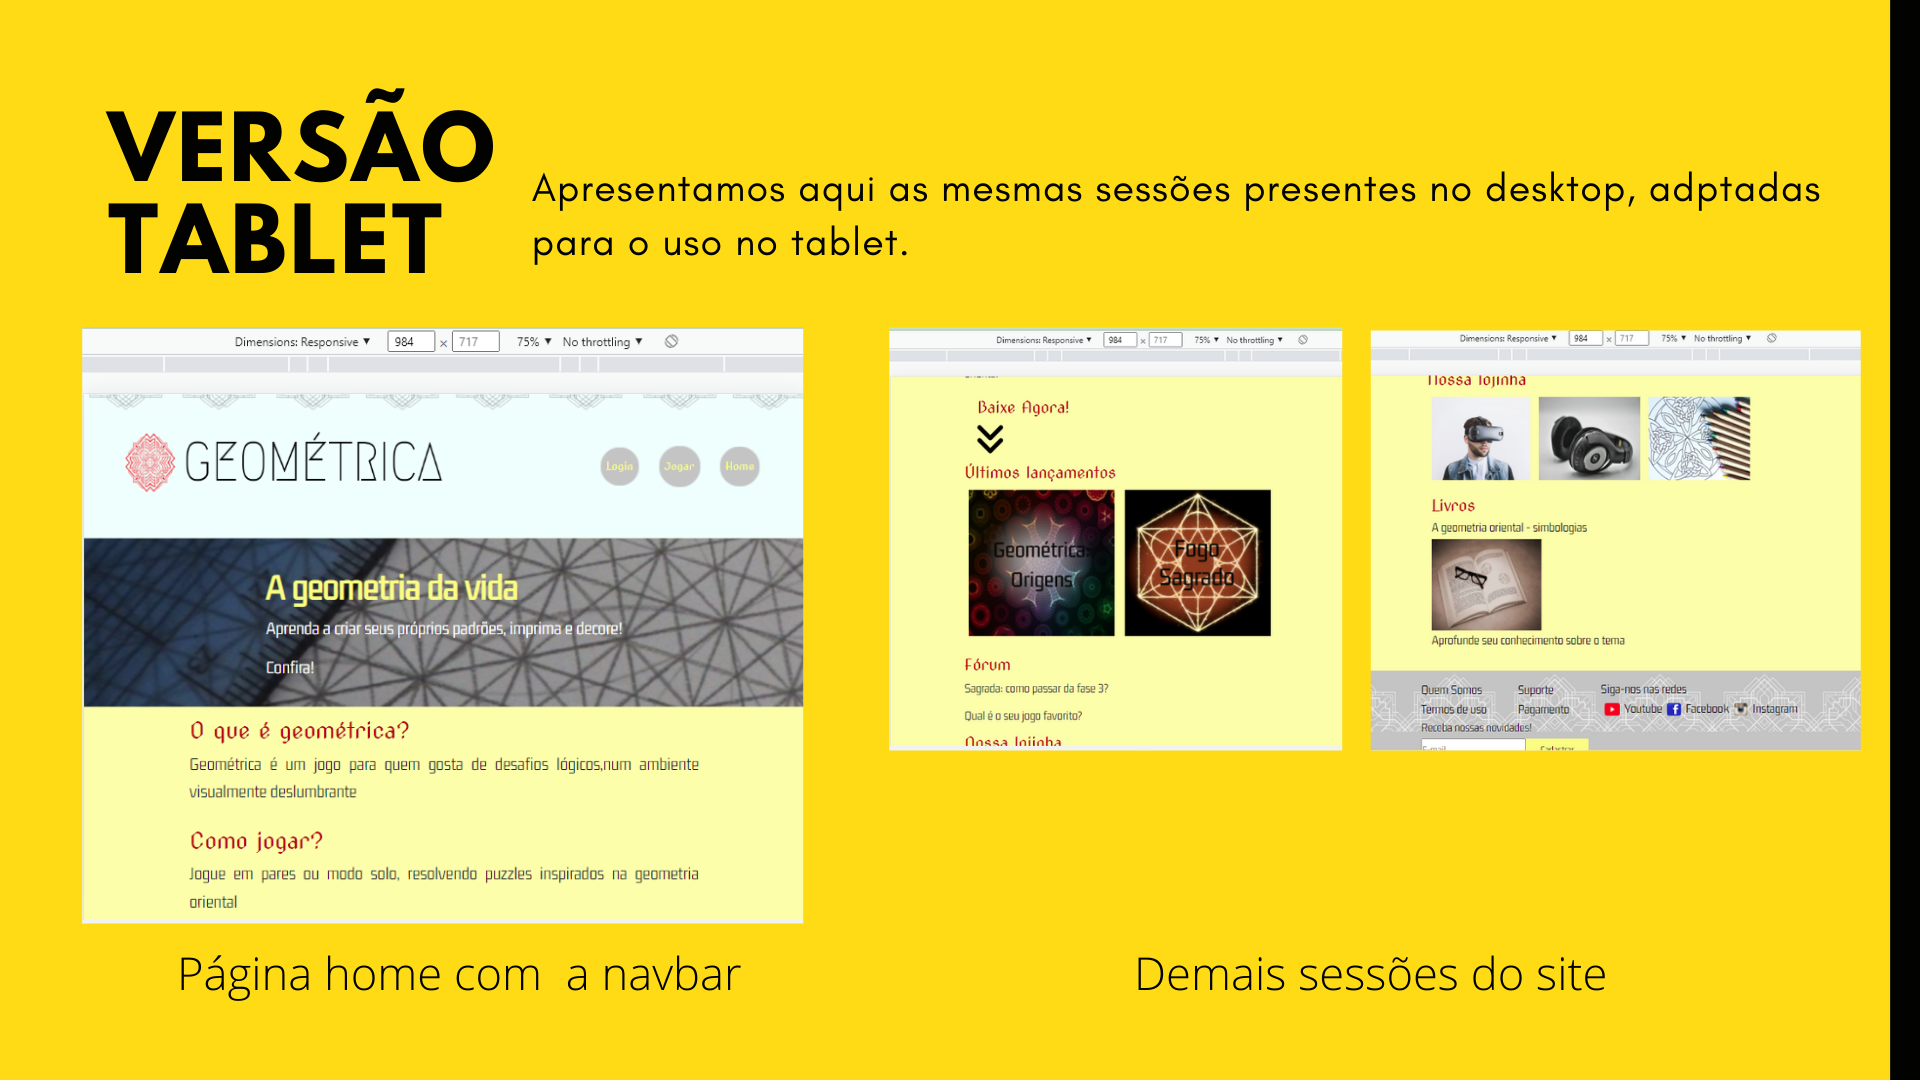 VERSÃO
TABLET
Apresentamos aqui as mesmas sessões presentes no desktop, adptadas
para o uso no tablet.
Dimensions: Responsive ▼ 984 × 717 75% ▼ No throttling ▼
GEOMÉTRICA
Login Jogar Home
A geometria da vida
Aprenda a criar seus próprios padrões, imprima e decore!
Confira!
O que é geométrica?
Geométrica é um jogo para quem gosta de desafios lógicos,num ambiente
visualmente deslumbrante
Como jogar?
Jogue em pares ou modo solo, resolvendo puzzles inspirados na geometria
oriental
Página home com  a navbar
Dimensions: Responsive ▼ 984 × 717 75% ▼ No throttling ▼
Baixe Agora!
Últimos lançamentos
Geométrica:
Origens
Fogo
Sagrado
Fórum
Sagrada: como passar da fase 3?
Qual é o seu jogo favorito?
Nossa lojinha
Dimensions: Responsive ▼ 984 × 717 75% ▼ No throttling ▼
Nossa lojinha
Livros
A geometria oriental - simbologias
Aprofunde seu conhecimento sobre o tema
Quem Somos Suporte Siga-nos nas redes
Termos de uso Pagamento Youtube Facebook Instagram
Receba nossas novidades!
E-mail Cadastrar
Demais sessões do site